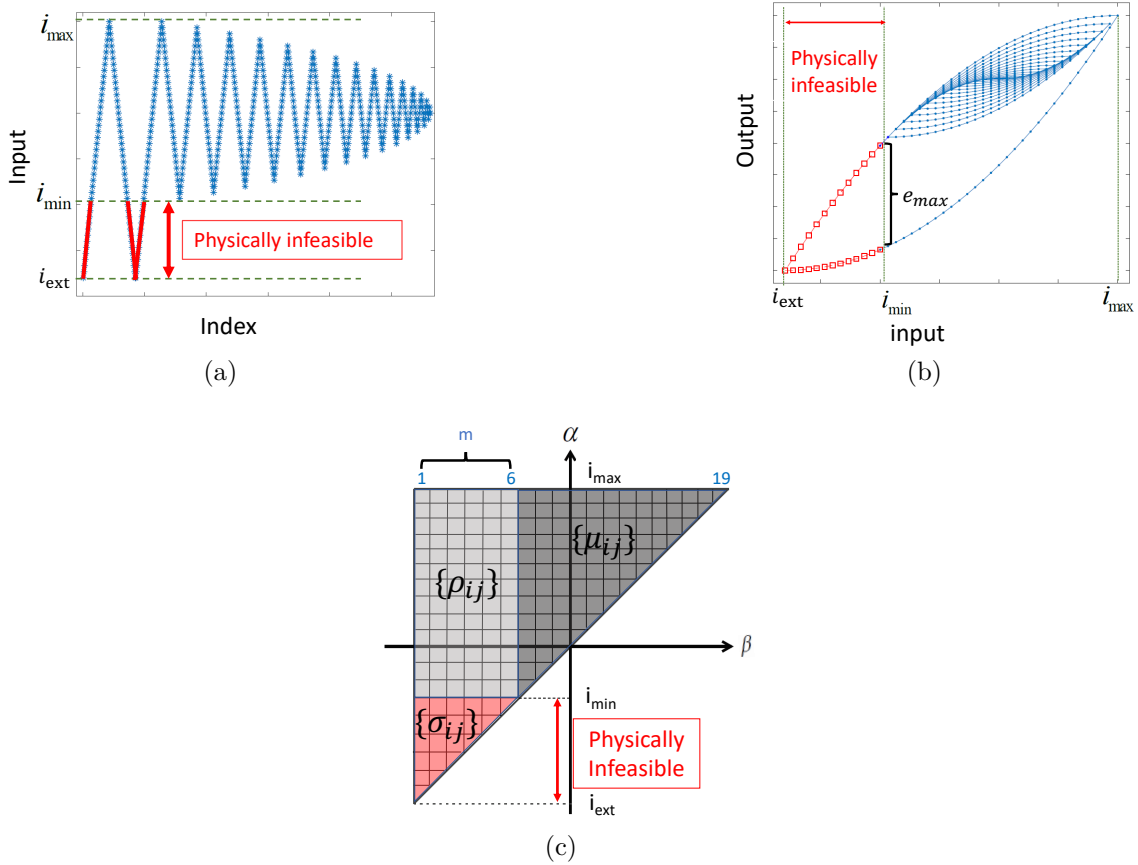 i_max
Input
i_min
Physically infeasible
i_ext
Index
(a)
Physically
infeasible
Output
e_max
i_ext
i_min
i_max
input
(b)
m
α
1
6
i_max
19
{μ_ij}
{ρ_ij}
β
i_min
{σ_ij}
Physically
Infeasible
i_ext
(c)